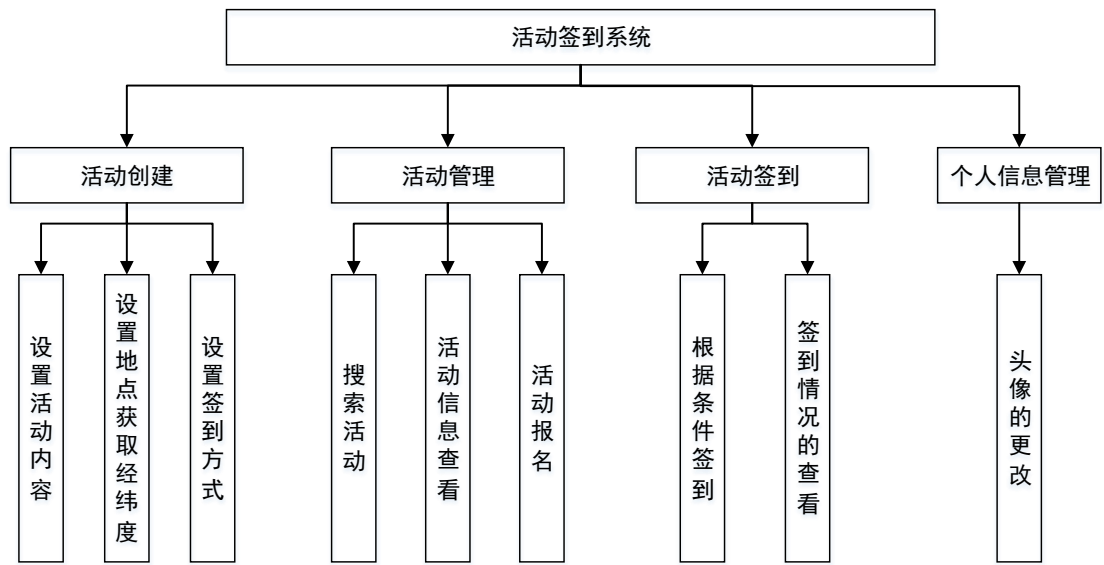 活动签到系统
活动创建
活动管理
活动签到
个人信息管理
设置活动内容
设置地点获取经纬度
设置签到方式
搜索活动
活动信息查看
活动报名
根据条件签到
签到情况的查看
头像的更改